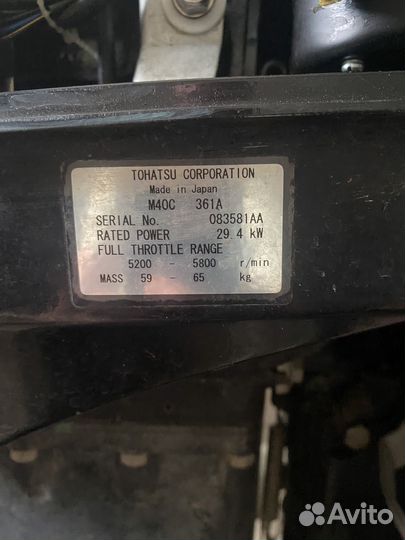 TOHATSU CORPORATION
Made in Japan
M40C 361A
SERIAL No. 083581AA
RATED POWER 29.4 kW
FULL THROTTLE RANGE
5200 - 5800 r/min
MASS 59 - 65 kg
Avito